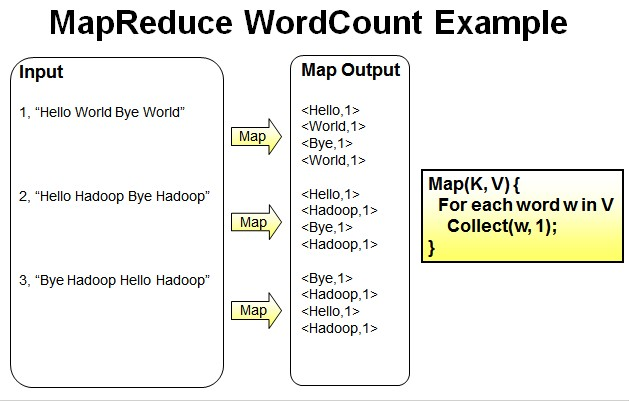 MapReduce WordCount Example
Input
1, “Hello World Bye World”
2, “Hello Hadoop Bye Hadoop”
3, “Bye Hadoop Hello Hadoop”
Map
Map
Map
Map Output
<Hello,1>
<World,1>
<Bye,1>
<World,1>
<Hello,1>
<Hadoop,1>
<Bye,1>
<Hadoop,1>
<Bye,1>
<Hadoop,1>
<Hello,1>
<Hadoop,1>
Map(K, V) {
For each word w in V
Collect(w, 1);
}